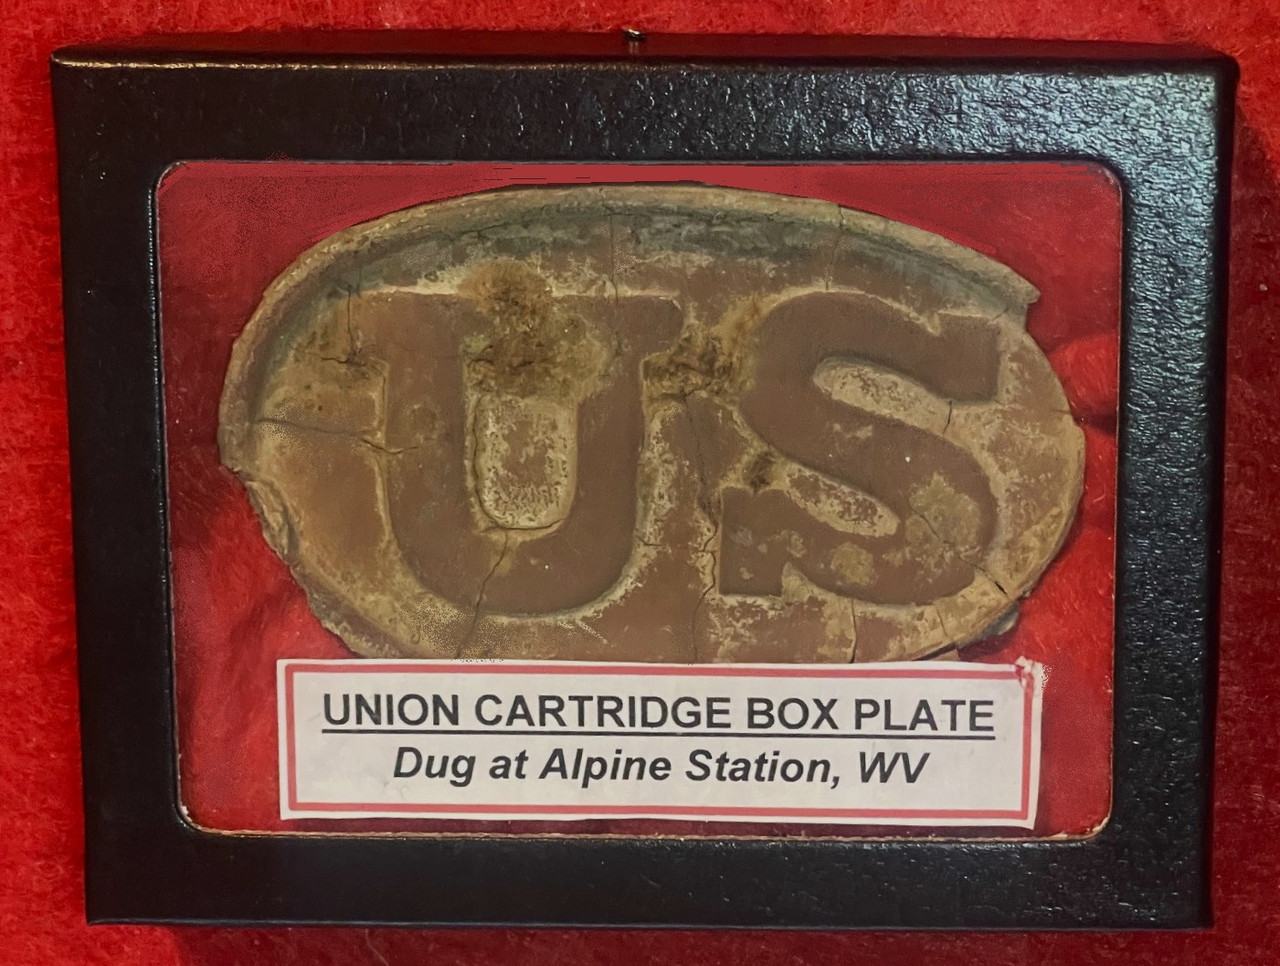 US
UNION CARTRIDGE BOX PLATE
Dug at Alpine Station, WV